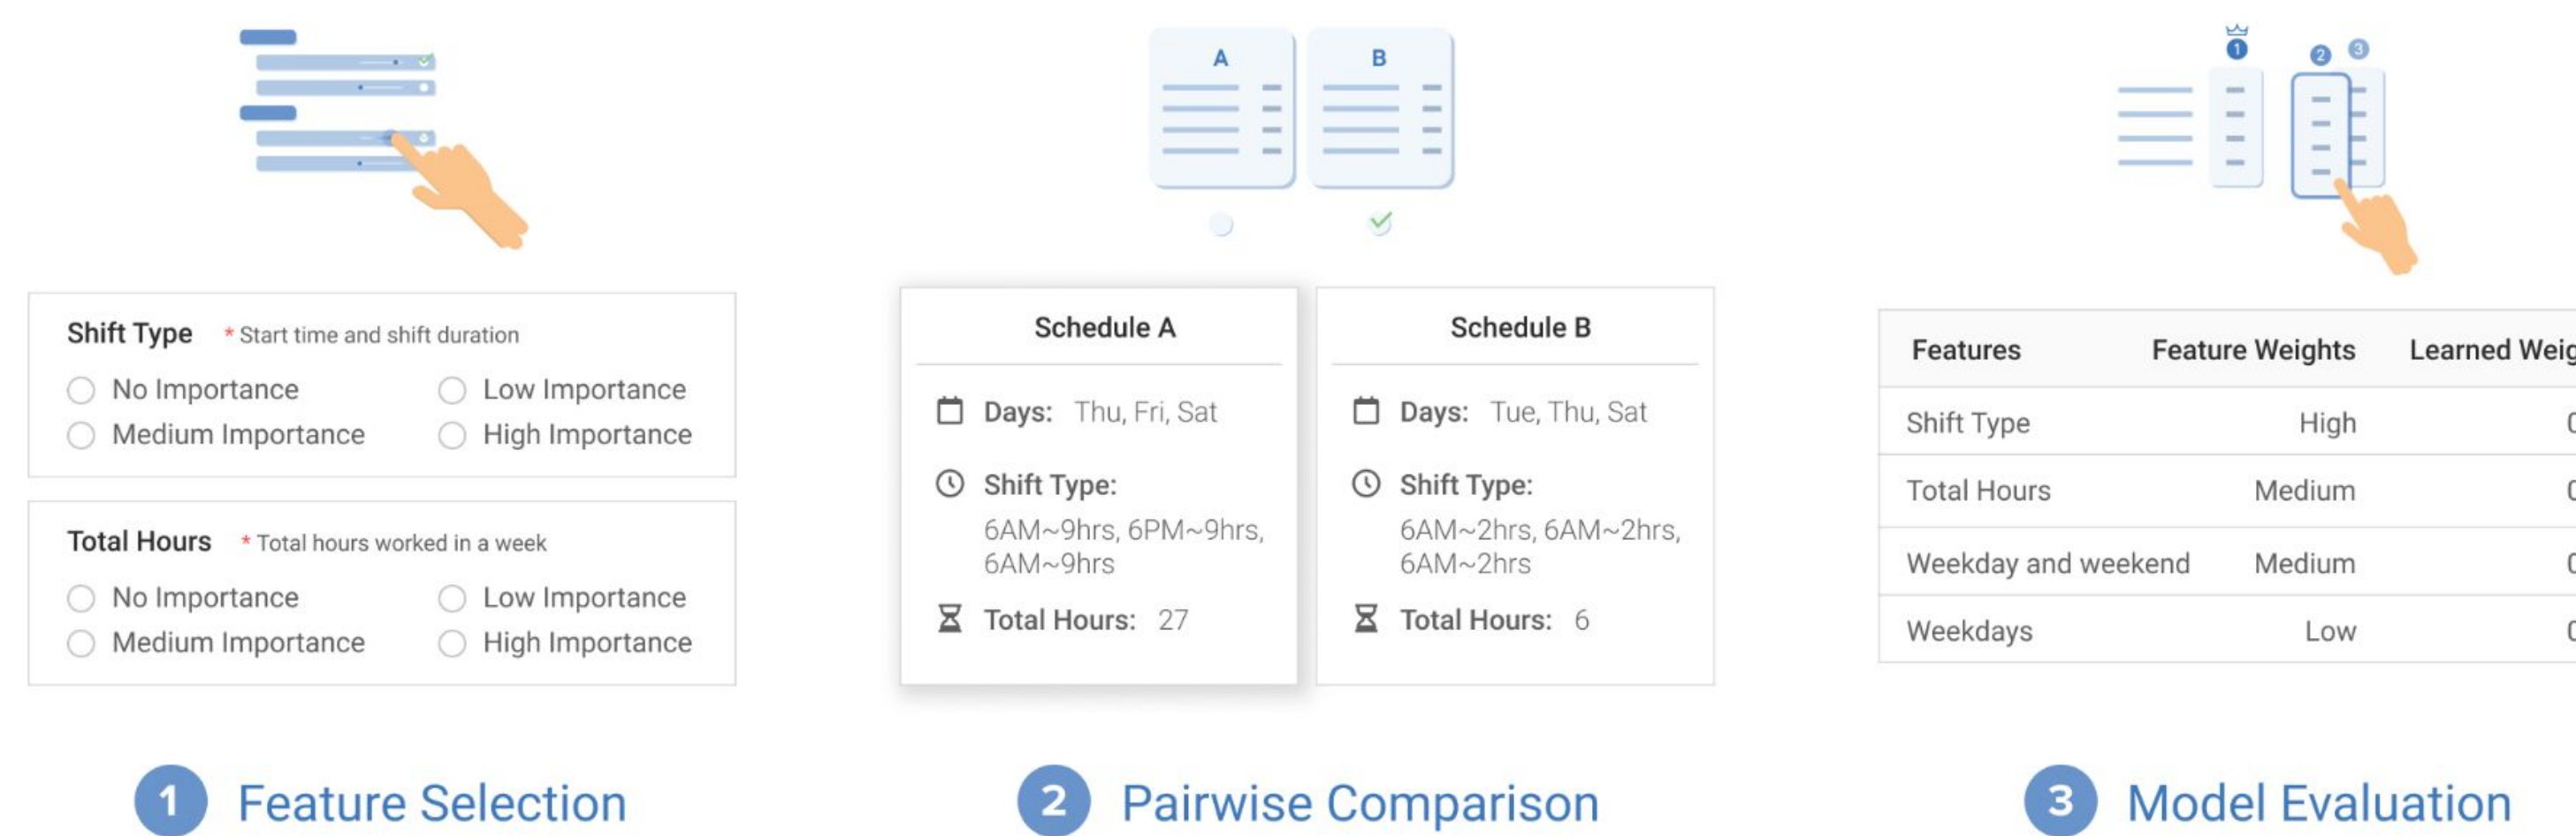 A
B
1
2
3
Shift Type * Start time and shift duration
No Importance
Low Importance
Medium Importance
High Importance
Total Hours * Total hours worked in a week
No Importance
Low Importance
Medium Importance
High Importance
Schedule A
Days: Thu, Fri, Sat
Shift Type:
6AM~9hrs, 6PM~9hrs,
6AM~9hrs
Total Hours: 27
Schedule B
Days: Tue, Thu, Sat
Shift Type:
6AM~2hrs, 6AM~2hrs,
6AM~2hrs
Total Hours: 6
Features Feature Weights Learned
Shift Type High
Total Hours Medium
Weekday and weekend Medium
Weekdays Low
1 Feature Selection
2 Pairwise Comparison
3 Model Evaluation